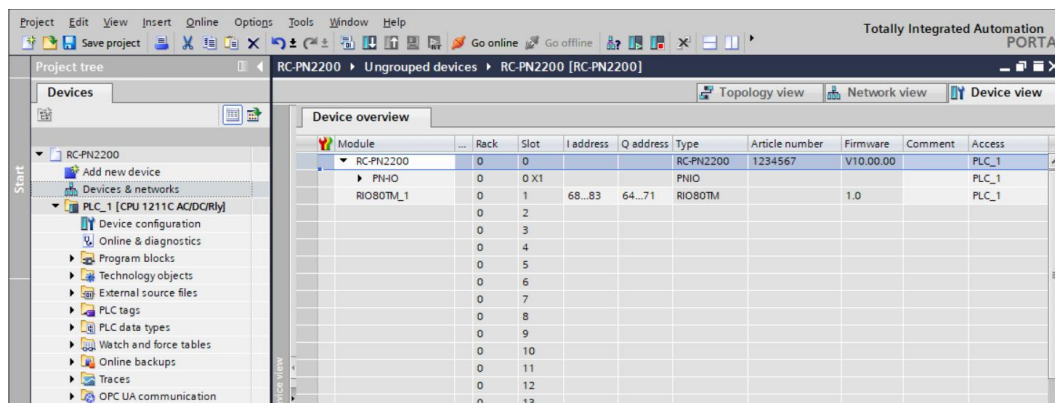 Project Edit View Insert Online Options Tools Window Help
Totally Integrated Automation
PORTA
Save project
Go online
Go offline
Project tree
RC-PN2200 Ungrouped devices RC-PN2200 [RC-PN2200]
Devices
Topology view Network view Device view
Device overview
Module ... Rack Slot I address Q address Type Article number Firmware Comment Access
RC-PN2200 0 0 RC-PN2200 1234567 V10.00.00 PLC_1
PN-IO 0 0 X1 PNIO PLC_1
RIO80TM_1 0 1 68...83 64...71 RIO80TM 1.0 PLC_1
0 2
0 3
0 4
0 5
0 6
0 7
0 8
0 9
0 10
0 11
0 12
0 13
Start
RC-PN2200
Add new device
Devices & networks
PLC_1 [CPU 1211C AC/DC/Rly]
Device configuration
Online & diagnostics
Program blocks
Technology objects
External source files
PLC tags
PLC data types
Watch and force tables
Online backups
Traces
OPC UA communication